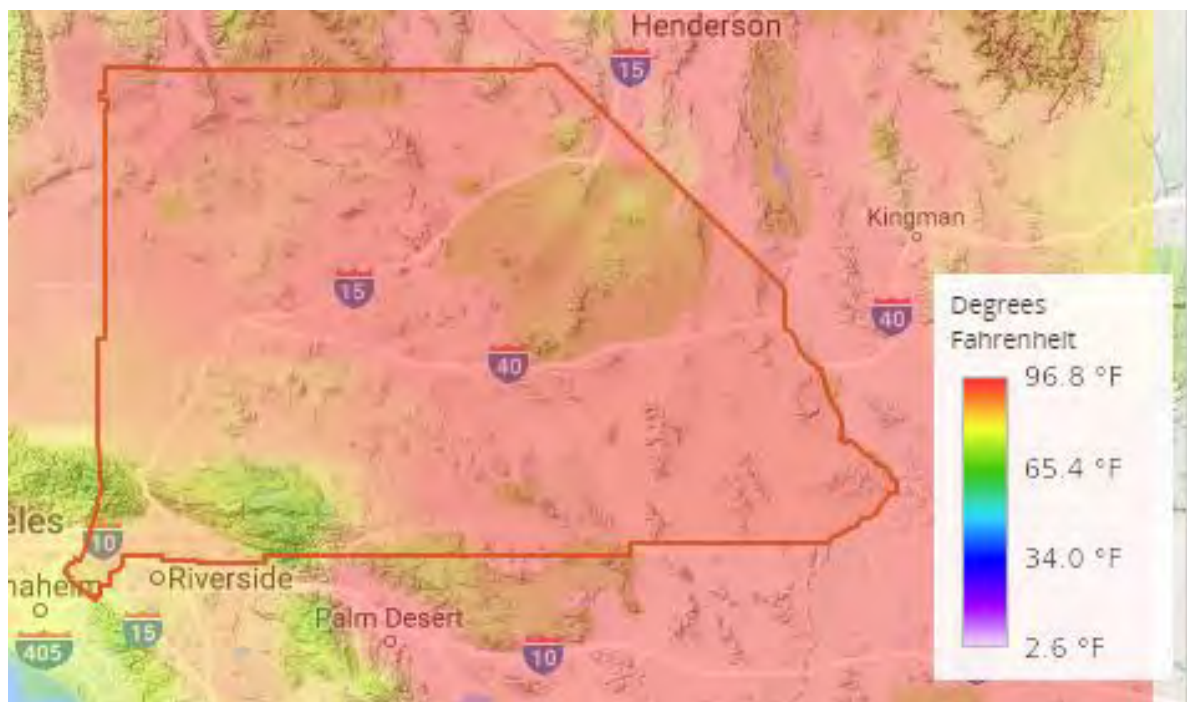 Henderson
15
Kingman
15
40
40
Degrees
Fahrenheit
96.8 °F
65.4 °F
34.0 °F
2.6 °F
eles
10
naheim
Riverside
15
405
Palm Desert
10